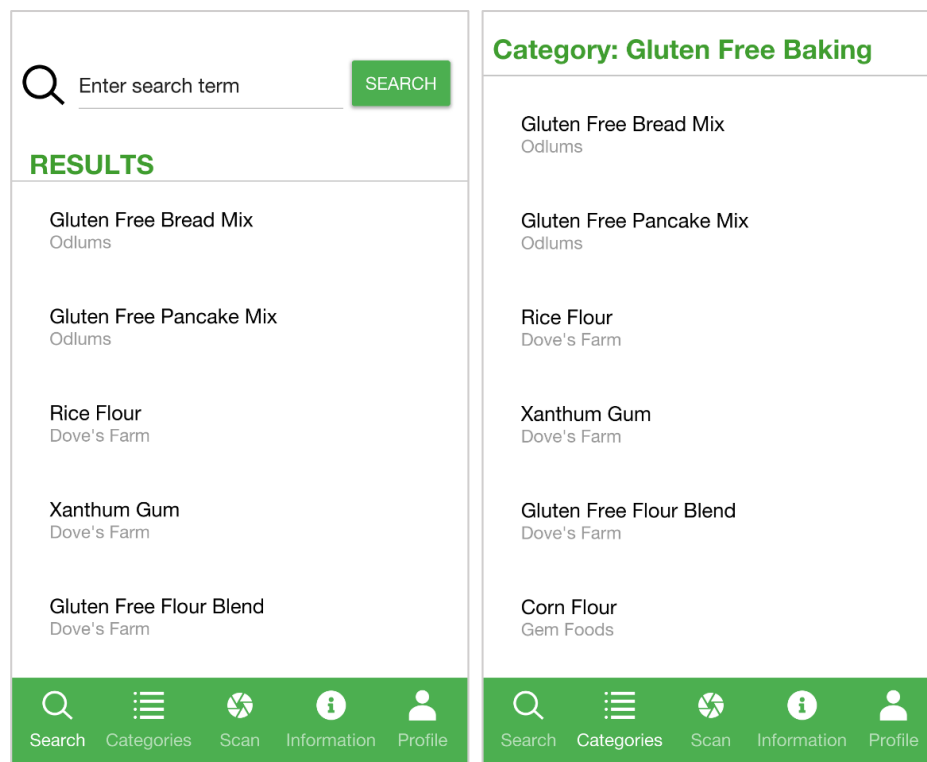 Enter search term
SEARCH
RESULTS
Gluten Free Bread Mix
Odlums
Gluten Free Pancake Mix
Odlums
Rice Flour
Dove's Farm
Xanthum Gum
Dove's Farm
Gluten Free Flour Blend
Dove's Farm
Search Categories Scan Information Profile
Category: Gluten Free Baking
Gluten Free Bread Mix
Odlums
Gluten Free Pancake Mix
Odlums
Rice Flour
Dove's Farm
Xanthum Gum
Dove's Farm
Gluten Free Flour Blend
Dove's Farm
Corn Flour
Gem Foods
Search Categories Scan Information Profile